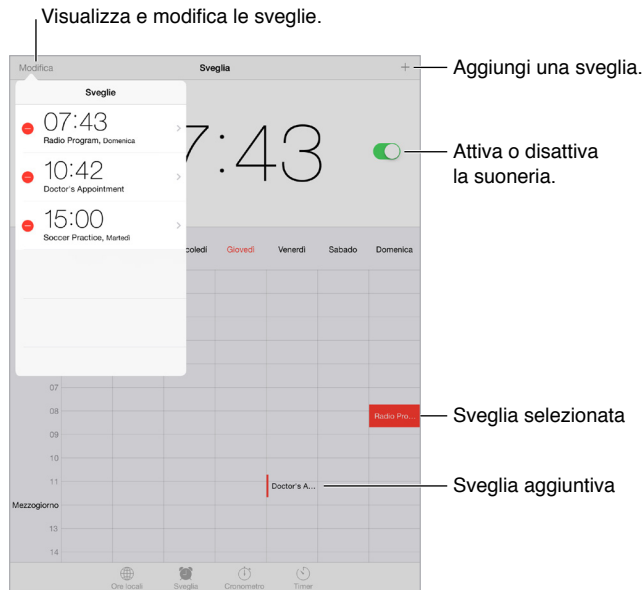 Visualizza e modifica le sveglie.
Modifica
Sveglia
+
Aggiungi una sveglia.
Sveglie
07:43
Radio Program, Domenica
10:42
Doctor's Appointment
15:00
Soccer Practice, Martedì
7:43
Attiva o disattiva
la suoneria.
coledì Giovedì Venerdì Sabato Domenica
07
08
Radio Pro...
Sveglia selezionata
09
10
11
Doctor's A...
Sveglia aggiuntiva
Mezzogiorno
13
14
Ore locali Sveglia Cronometro Timer